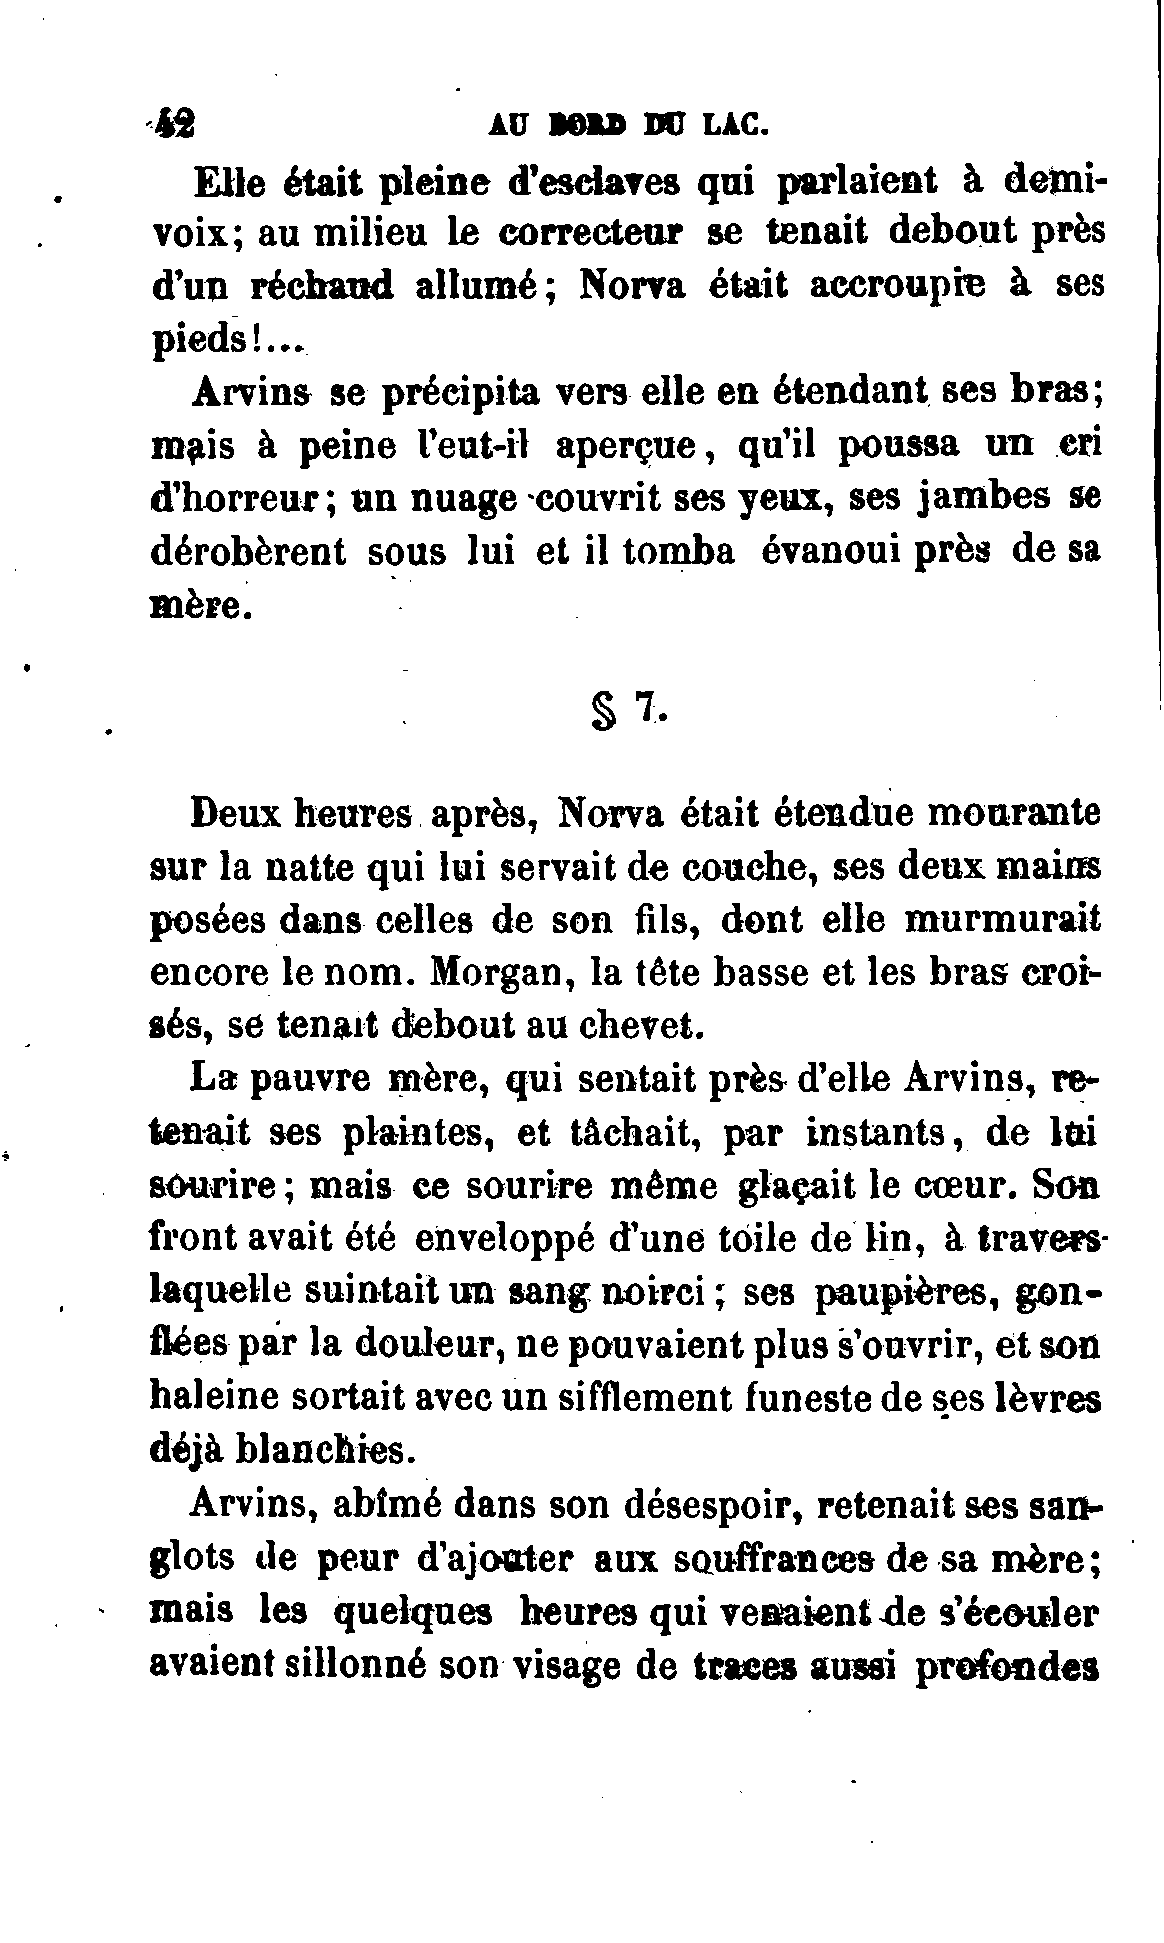 42 AU BORD DU LAC.
Elle était pleine d'esclaves qui parlaient à demi-
voix; au milieu le correcteur se tenait debout près
d'un réchaud allumé; Norva était accroupie à ses
pieds!...
Arvins se précipita vers elle en étendant ses bras;
mais à peine l'eut-il aperçue, qu'il poussa un cri
d'horreur; un nuage couvrit ses yeux, ses jambes se
dérobèrent sous lui et il tomba évanoui près de sa
mère.
§ 7.
Deux heures après, Norva était étendue mourante
sur la natte qui lui servait de couche, ses deux mains
posées dans celles de son fils, dont elle murmurait
encore le nom. Morgan, la tête basse et les bras croi-
sés, se tenait debout au chevet.
La pauvre mère, qui sentait près d'elle Arvins, re-
tenait ses plaintes, et tâchait, par instants, de lui
sourire; mais ce sourire même glaçait le cœur. Son
front avait été enveloppé d'une toile de lin, à travers
laquelle suintait un sang noirci; ses paupières, gon-
flées par la douleur, ne pouvaient plus s'ouvrir, et son
haleine sortait avec un sifflement funeste de ses lèvres
déjà blanchies.
Arvins, abîmé dans son désespoir, retenait ses san-
glots de peur d'ajouter aux souffrances de sa mère;
mais les quelques heures qui venaient de s'écouler
avaient sillonné son visage de traces aussi profondes